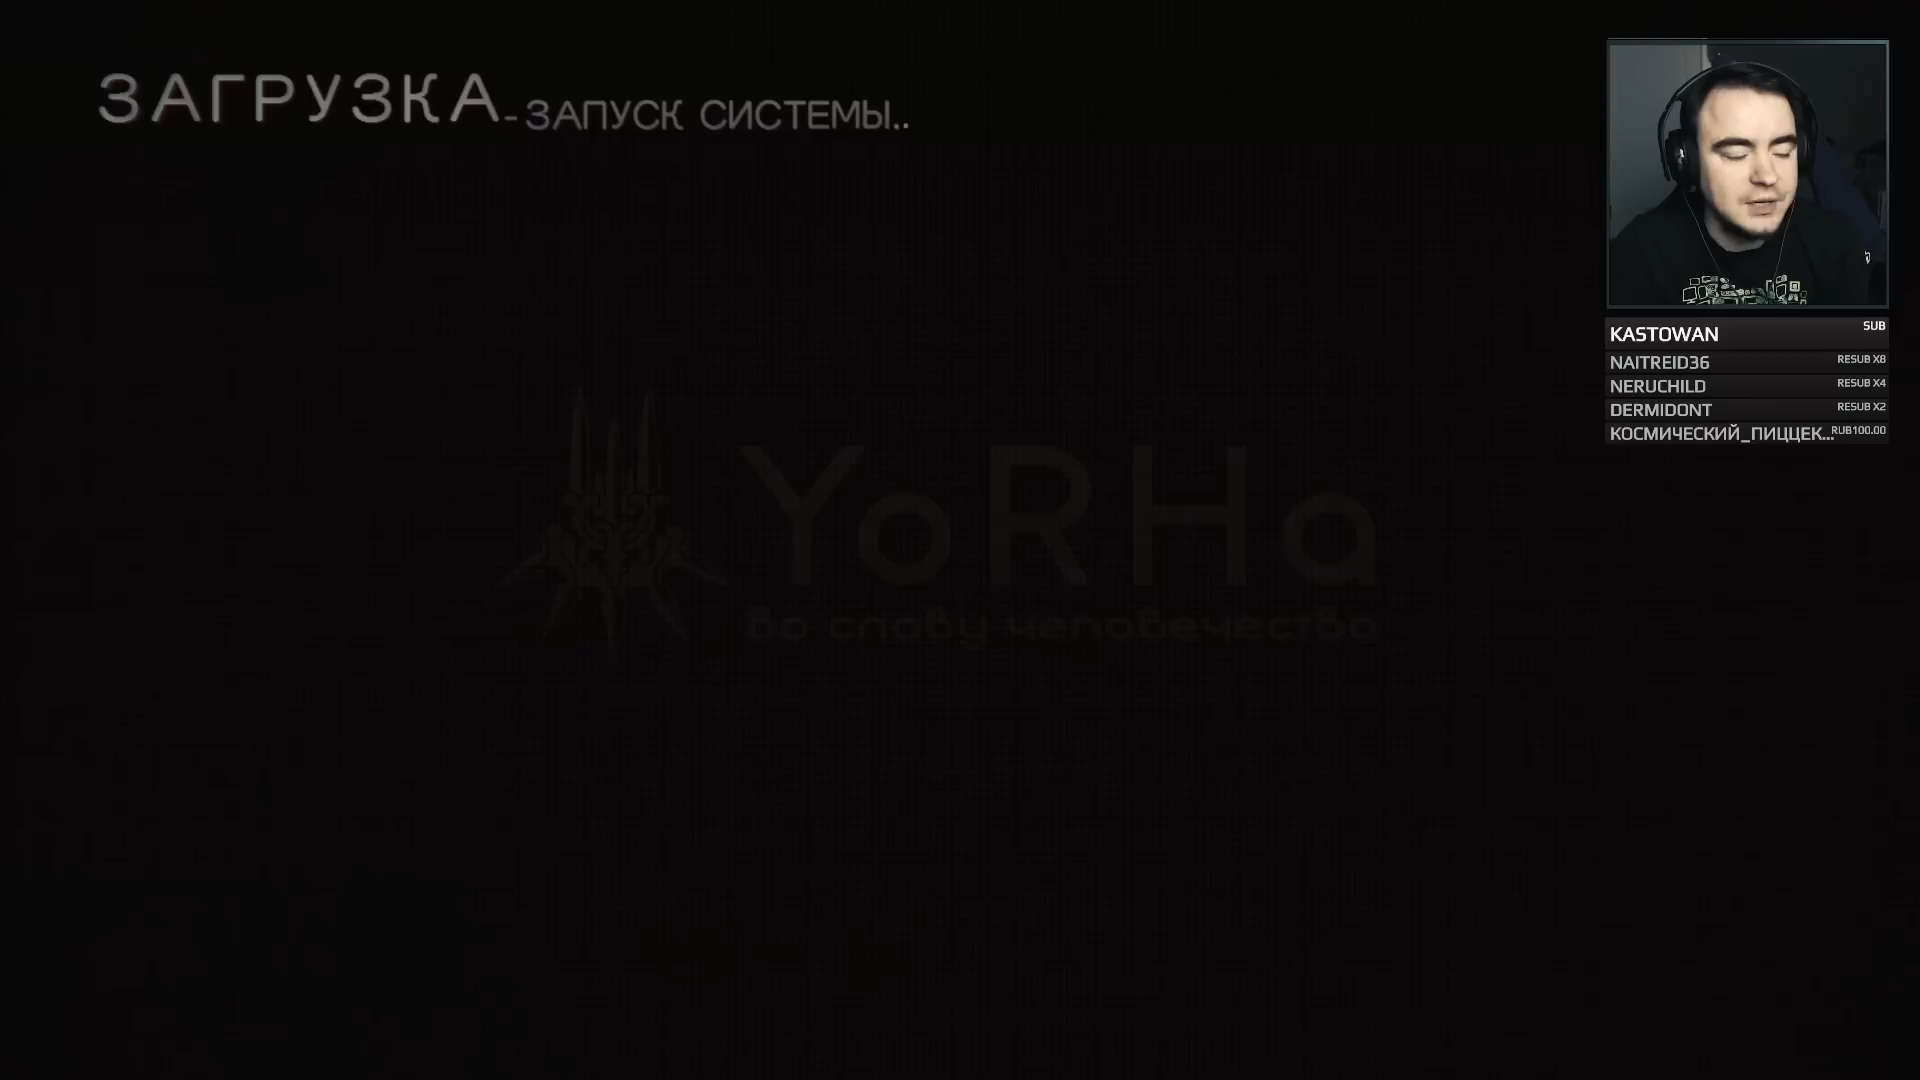 ЗАГРУЗКА - ЗАПУСК СИСТЕМЫ..
YoRHa
во славу человечества
KASTOWAN SUB
NAITREID36 RESUB X8
NERUCHILD RESUB X4
DERMIDONT RESUB X2
КОСМИЧЕСКИЙ_ПИЦЦЕК... RUB100.00